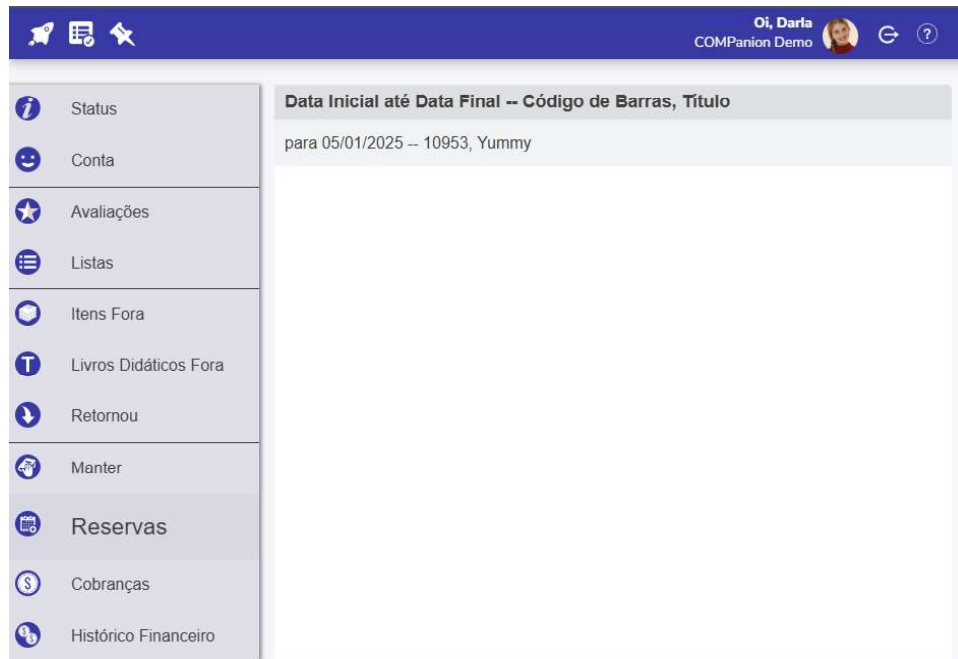 Oi, Darla
COMPanion Demo
Status
Conta
Avaliações
Listas
Itens Fora
Livros Didáticos Fora
Retornou
Manter
Reservas
Cobranças
Histórico Financeiro
Data Inicial até Data Final -- Código de Barras, Título
para 05/01/2025 -- 10953, Yummy